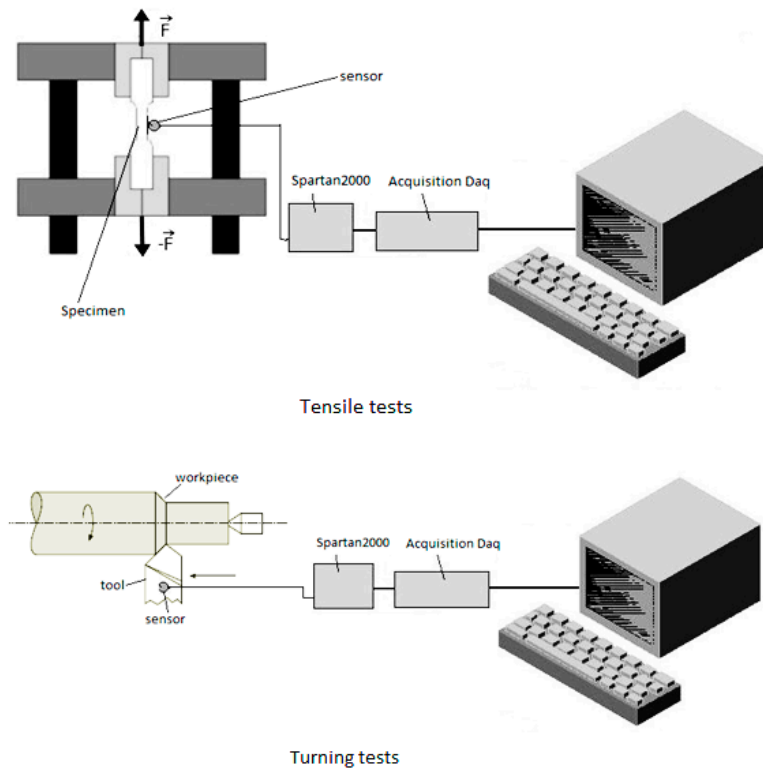 F
sensor
Spartan2000
Acquisition Daq
-F
Specimen
Tensile tests
workpiece
Spartan2000
Acquisition Daq
tool
sensor
Turning tests